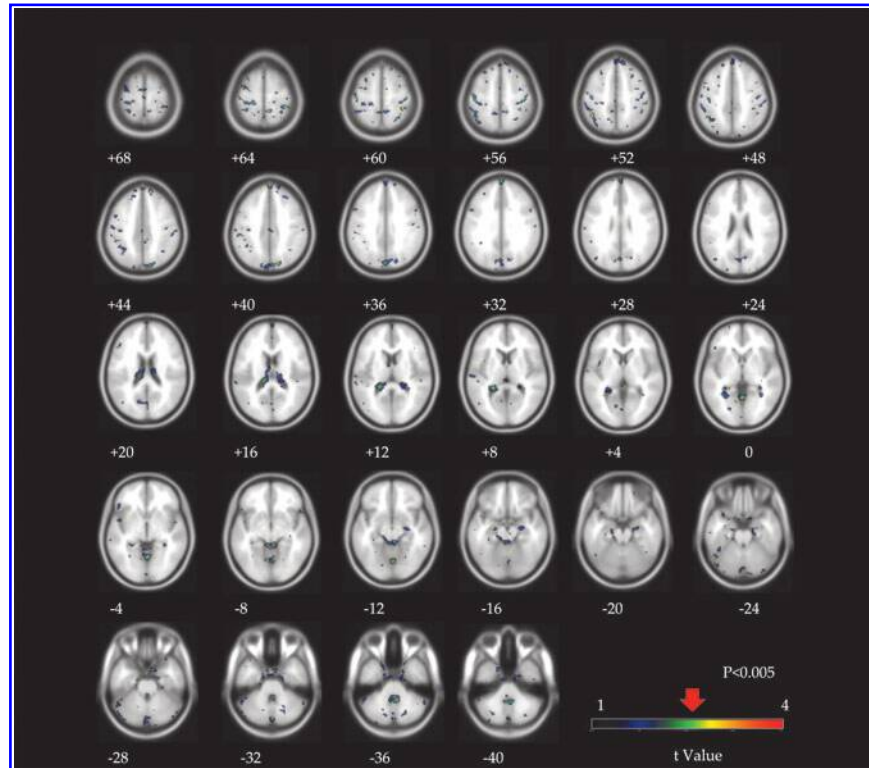 +68 +64 +60 +56 +52 +48
+44 +40 +36 +32 +28 +24
+20 +16 +12 +8 +4 0
-4 -8 -12 -16 -20 -24
P<0.005
1 4
-28 -32 -36 -40 t Value